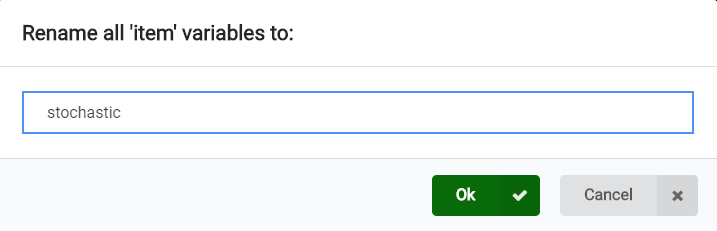 Rename all 'item' variables to:
stochastic
Ok
Cancel